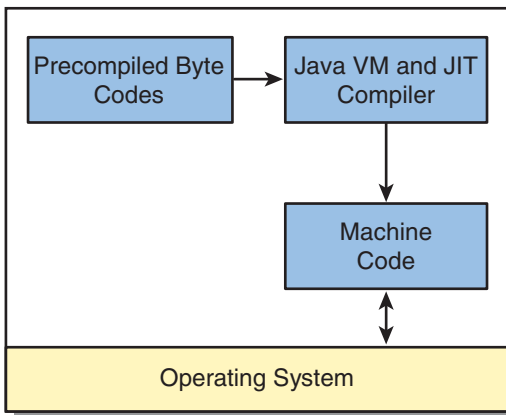 Precompiled Byte
Codes
Java VM and JIT
Compiler
Machine
Code
Operating System